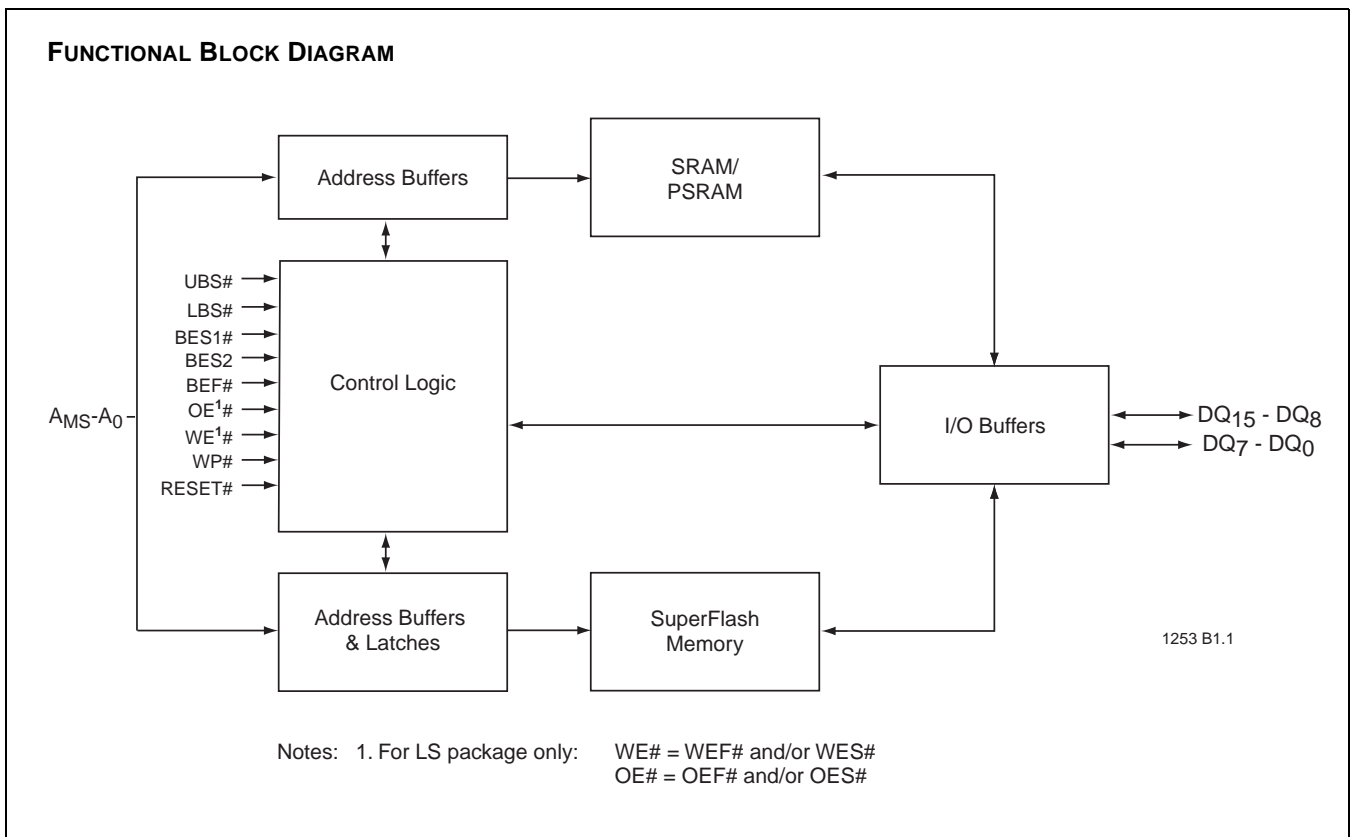 FUNCTIONAL BLOCK DIAGRAM
Address Buffers
SRAM/
PSRAM
UBS#
LBS#
BES1#
BES2
BEF#
OE¹#
WE¹#
WP#
RESET#
Control Logic
AMS-A0
I/O Buffers
DQ15 - DQ8
DQ7 - DQ0
Address Buffers
& Latches
SuperFlash
Memory
1253 B1.1
Notes: 1. For LS package only: WE# = WEF# and/or WES#
OE# = OEF# and/or OES#